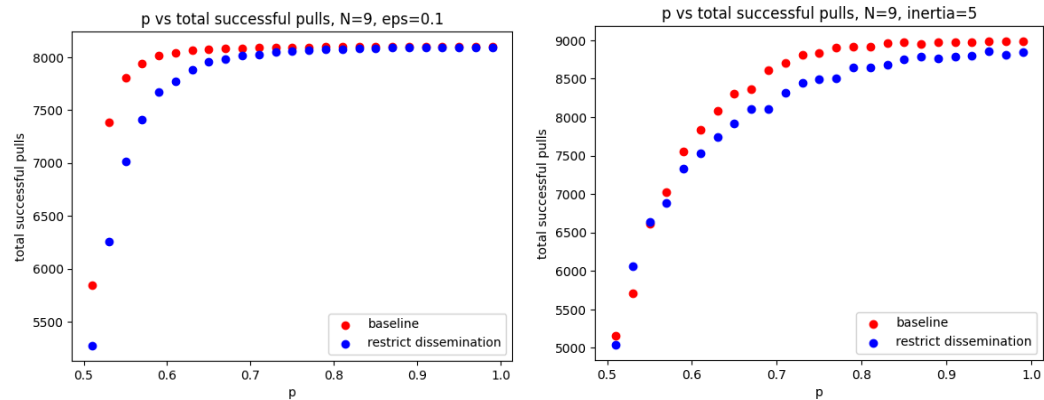 p vs total successful pulls, N=9, eps=0.1
total successful pulls
8000
7500
7000
6500
6000
5500
0.5 0.6 0.7 0.8 0.9 1.0
p
baseline
restrict dissemination
p vs total successful pulls, N=9, inertia=5
total successful pulls
9000
8500
8000
7500
7000
6500
6000
5500
5000
0.5 0.6 0.7 0.8 0.9 1.0
p
baseline
restrict dissemination